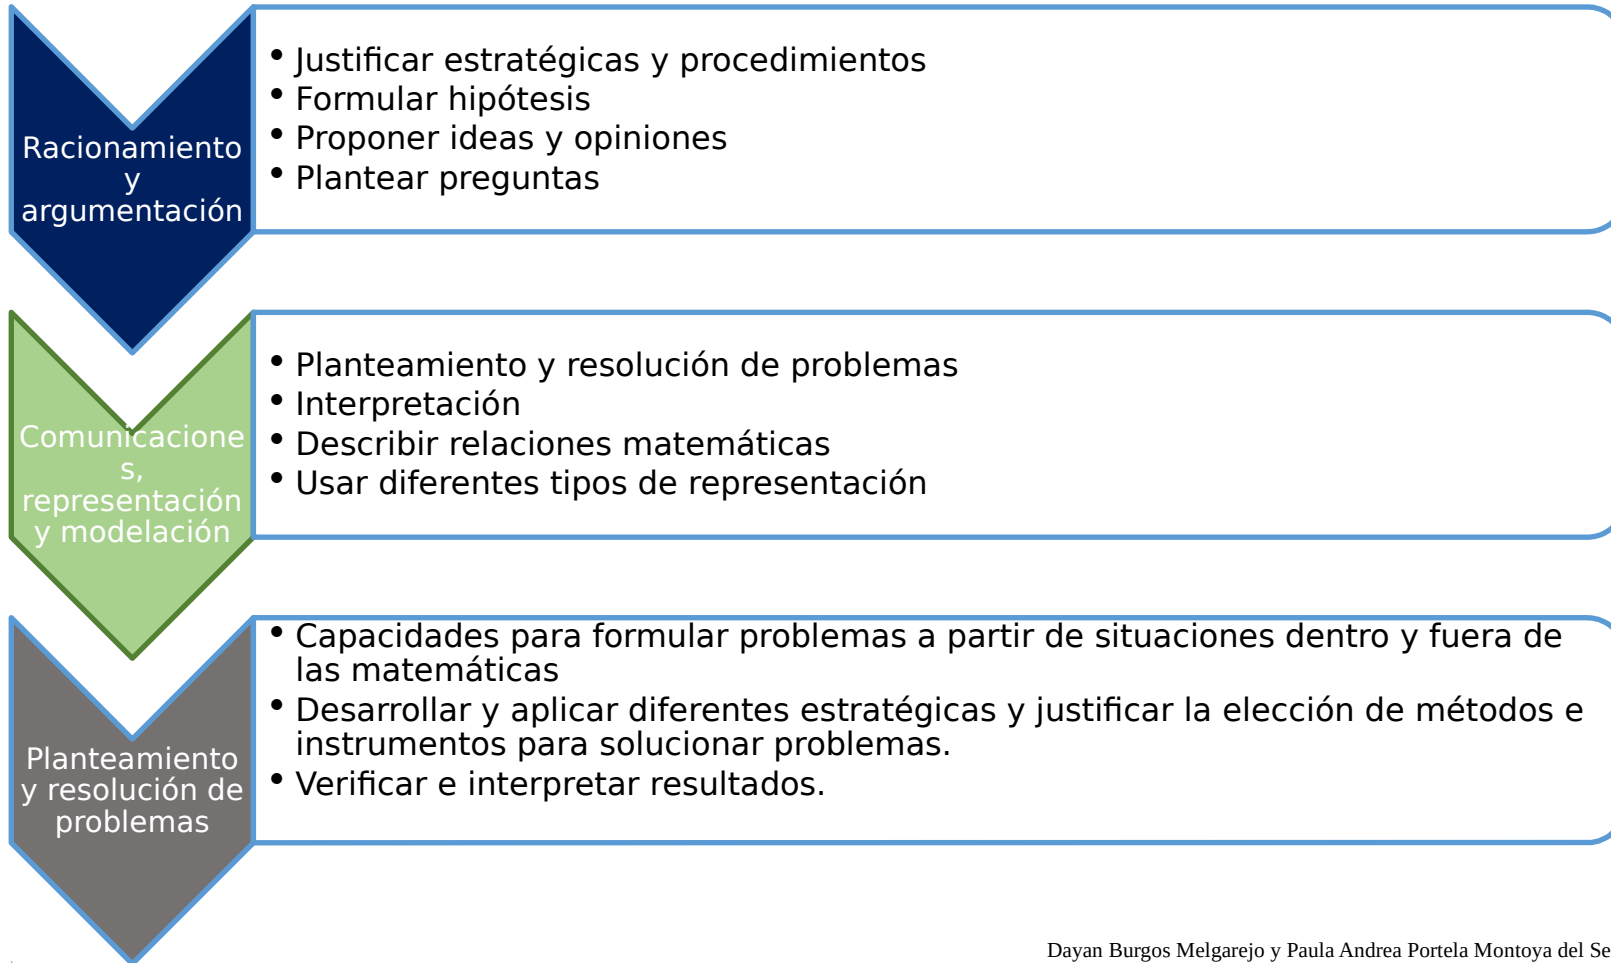 Racionamiento
y
argumentación
• Justificar estratégicas y procedimientos
• Formular hipótesis
• Proponer ideas y opiniones
• Plantear preguntas
Comunicacione
s,
representación
y modelación
• Planteamiento y resolución de problemas
• Interpretación
• Describir relaciones matemáticas
• Usar diferentes tipos de representación
Planteamiento
y resolución de
problemas
• Capacidades para formular problemas a partir de situaciones dentro y fuera de
las matemáticas
• Desarrollar y aplicar diferentes estratégicas y justificar la elección de métodos e
instrumentos para solucionar problemas.
• Verificar e interpretar resultados.
Dayan Burgos Melgarejo y Paula Andrea Portela Montoya del Se